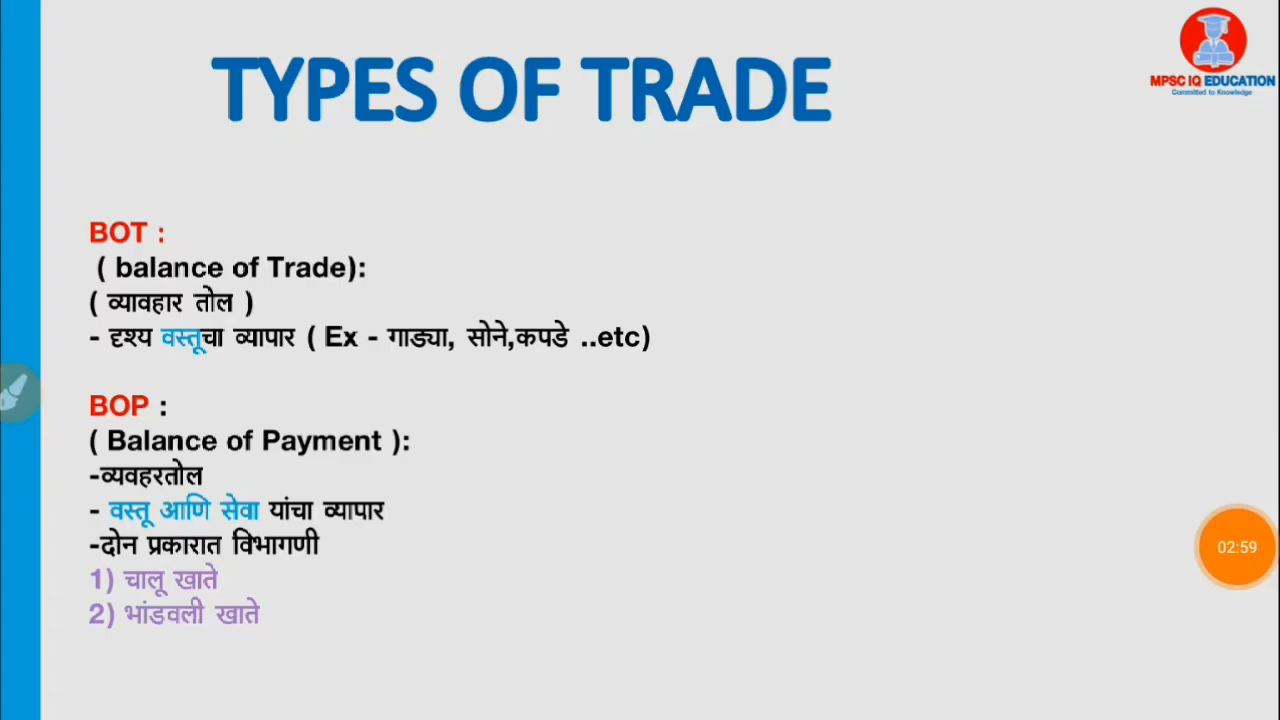 TYPES OF TRADE
MPSC IQ EDUCATION
Committed to Knowledge
BOT :
( balance of Trade):
( व्यावहार तोल )
- दृश्य वस्तूचा व्यापार ( Ex - गाड्या, सोने,कपडे ..etc)
BOP :
( Balance of Payment ):
-व्यवहरतोल
- वस्तू आणि सेवा यांचा व्यापार
-दोन प्रकारात विभागणी
1) चालू खाते
2) भांडवली खाते
02:59